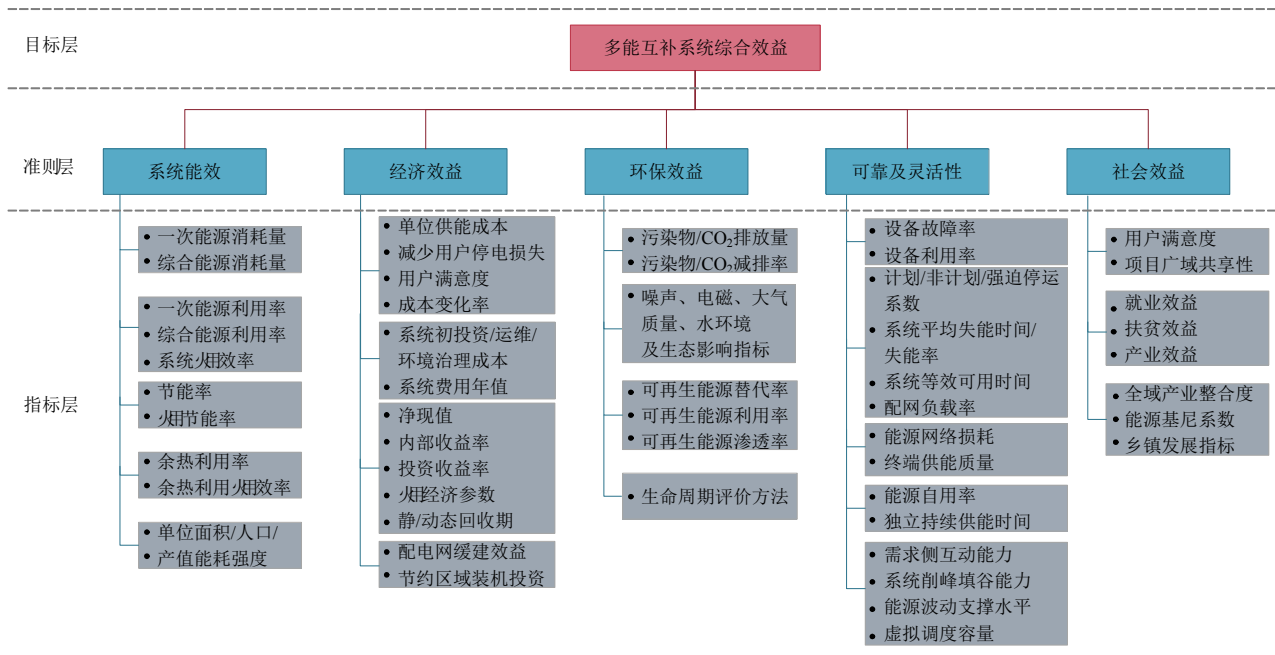 目标层
多能互补系统综合效益
准则层
系统能效
经济效益
环保效益
可靠及灵活性
社会效益
指标层
• 一次能源消耗量
• 综合能源消耗量
• 一次能源利用率
• 综合能源利用率
• 系统火用效率
• 节能率
• 火用节能率
• 余热利用率
• 余热利用火用效率
• 单位面积/人口/
• 产值能耗强度
• 单位供能成本
• 减少用户停电损失
• 用户满意度
• 成本变化率
• 系统初投资/运维/
环境治理成本
• 系统费用年值
• 净现值
• 内部收益率
• 投资收益率
• 火用经济参数
• 静/动态回收期
• 配电网缓建效益
• 节约区域装机投资
• 污染物/CO₂排放量
• 污染物/CO₂减排率
• 噪声、电磁、大气
质量、水环境
及生态影响指标
• 可再生能源替代率
• 可再生能源利用率
• 可再生能源渗透率
• 生命周期评价方法
• 设备故障率
• 设备利用率
• 计划/非计划/强迫停运
系数
• 系统平均失能时间/
失能率
• 系统等效可用时间
• 配网负载率
• 能源网络损耗
• 终端供能质量
• 能源自用率
• 独立持续供能时间
• 需求侧互动能力
• 系统削峰填谷能力
• 能源波动支撑水平
• 虚拟调度容量
• 用户满意度
• 项目广域共享性
• 就业效益
• 扶贫效益
• 产业效益
• 全域产业整合度
• 能源基尼系数
• 乡镇发展指标